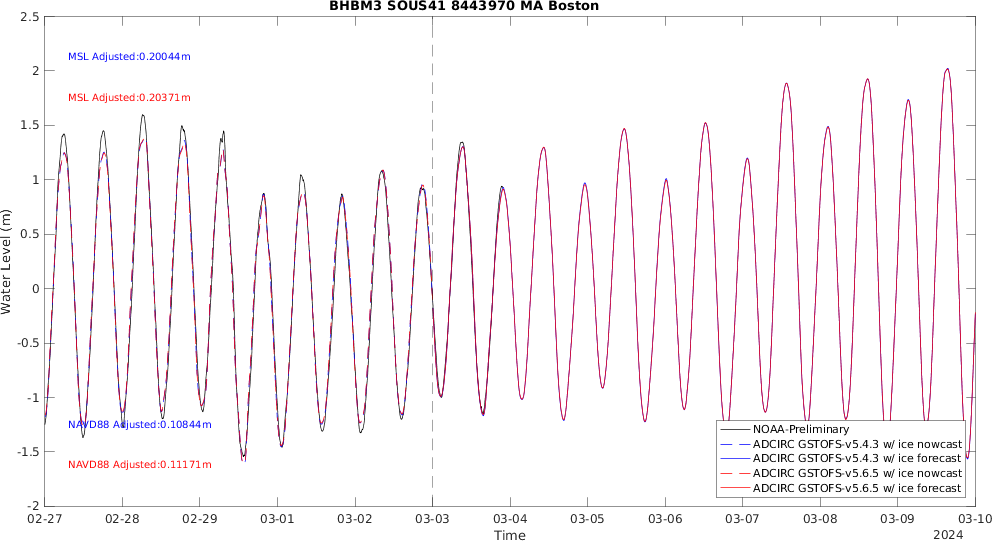 BHBM3 SOUS41 8443970 MA Boston
2.5
2
1.5
1
0.5
0
-0.5
-1
-1.5
-2
Water Level (m)
MSL Adjusted:0.20044m
MSL Adjusted:0.20371m
NAVD88 Adjusted:0.10844m
NAVD88 Adjusted:0.11171m
NOAA-Preliminary
ADCIRC GSTOFS-v5.4.3 w/ ice nowcast
ADCIRC GSTOFS-v5.4.3 w/ ice forecast
ADCIRC GSTOFS-v5.6.5 w/ ice nowcast
ADCIRC GSTOFS-v5.6.5 w/ ice forecast
02-27 02-28 02-29 03-01 03-02 03-03 03-04 03-05 03-06 03-07 03-08 03-09 03-10
Time
2024